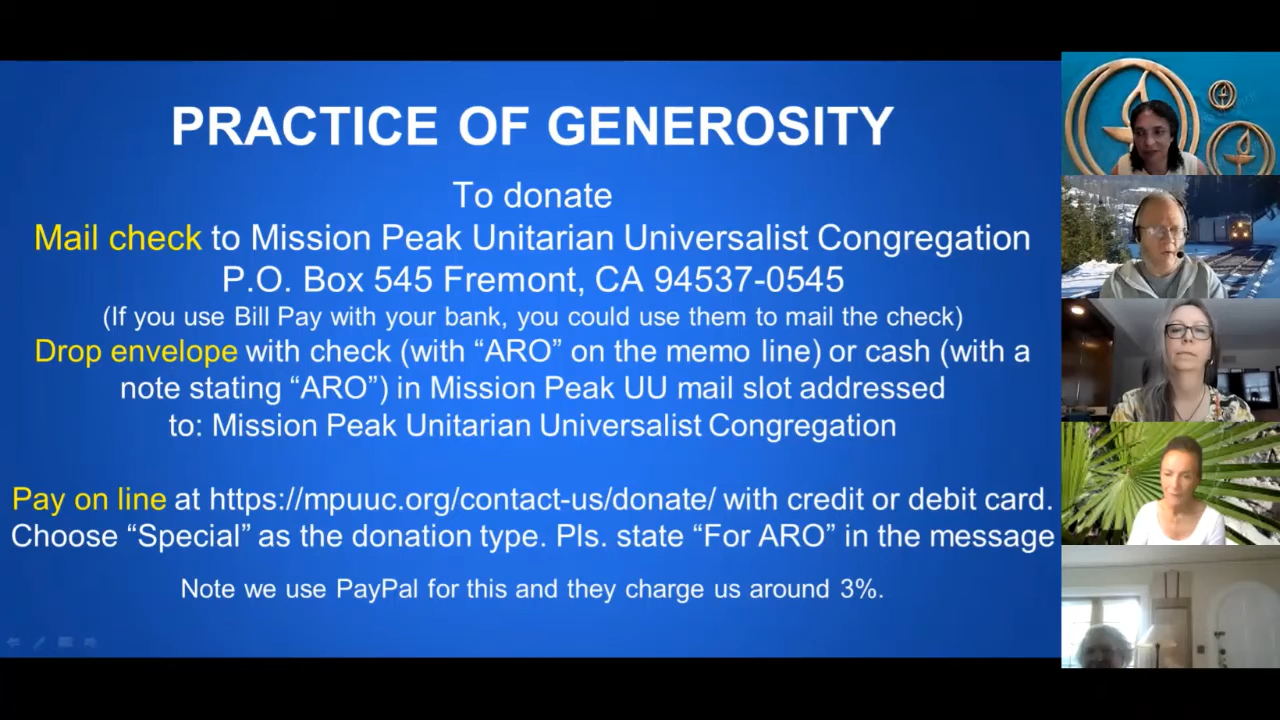 PRACTICE OF GENEROSITY
To donate
Mail check to Mission Peak Unitarian Universalist Congregation
P.O. Box 545 Fremont, CA 94537-0545
(If you use Bill Pay with your bank, you could use them to mail the check)
Drop envelope with check (with “ARO” on the memo line) or cash (with a
note stating “ARO”) in Mission Peak UU mail slot addressed
to: Mission Peak Unitarian Universalist Congregation
Pay on line at https://mpuuc.org/contact-us/donate/ with credit or debit card.
Choose “Special” as the donation type. Pls. state “For ARO” in the message
Note we use PayPal for this and they charge us around 3%.